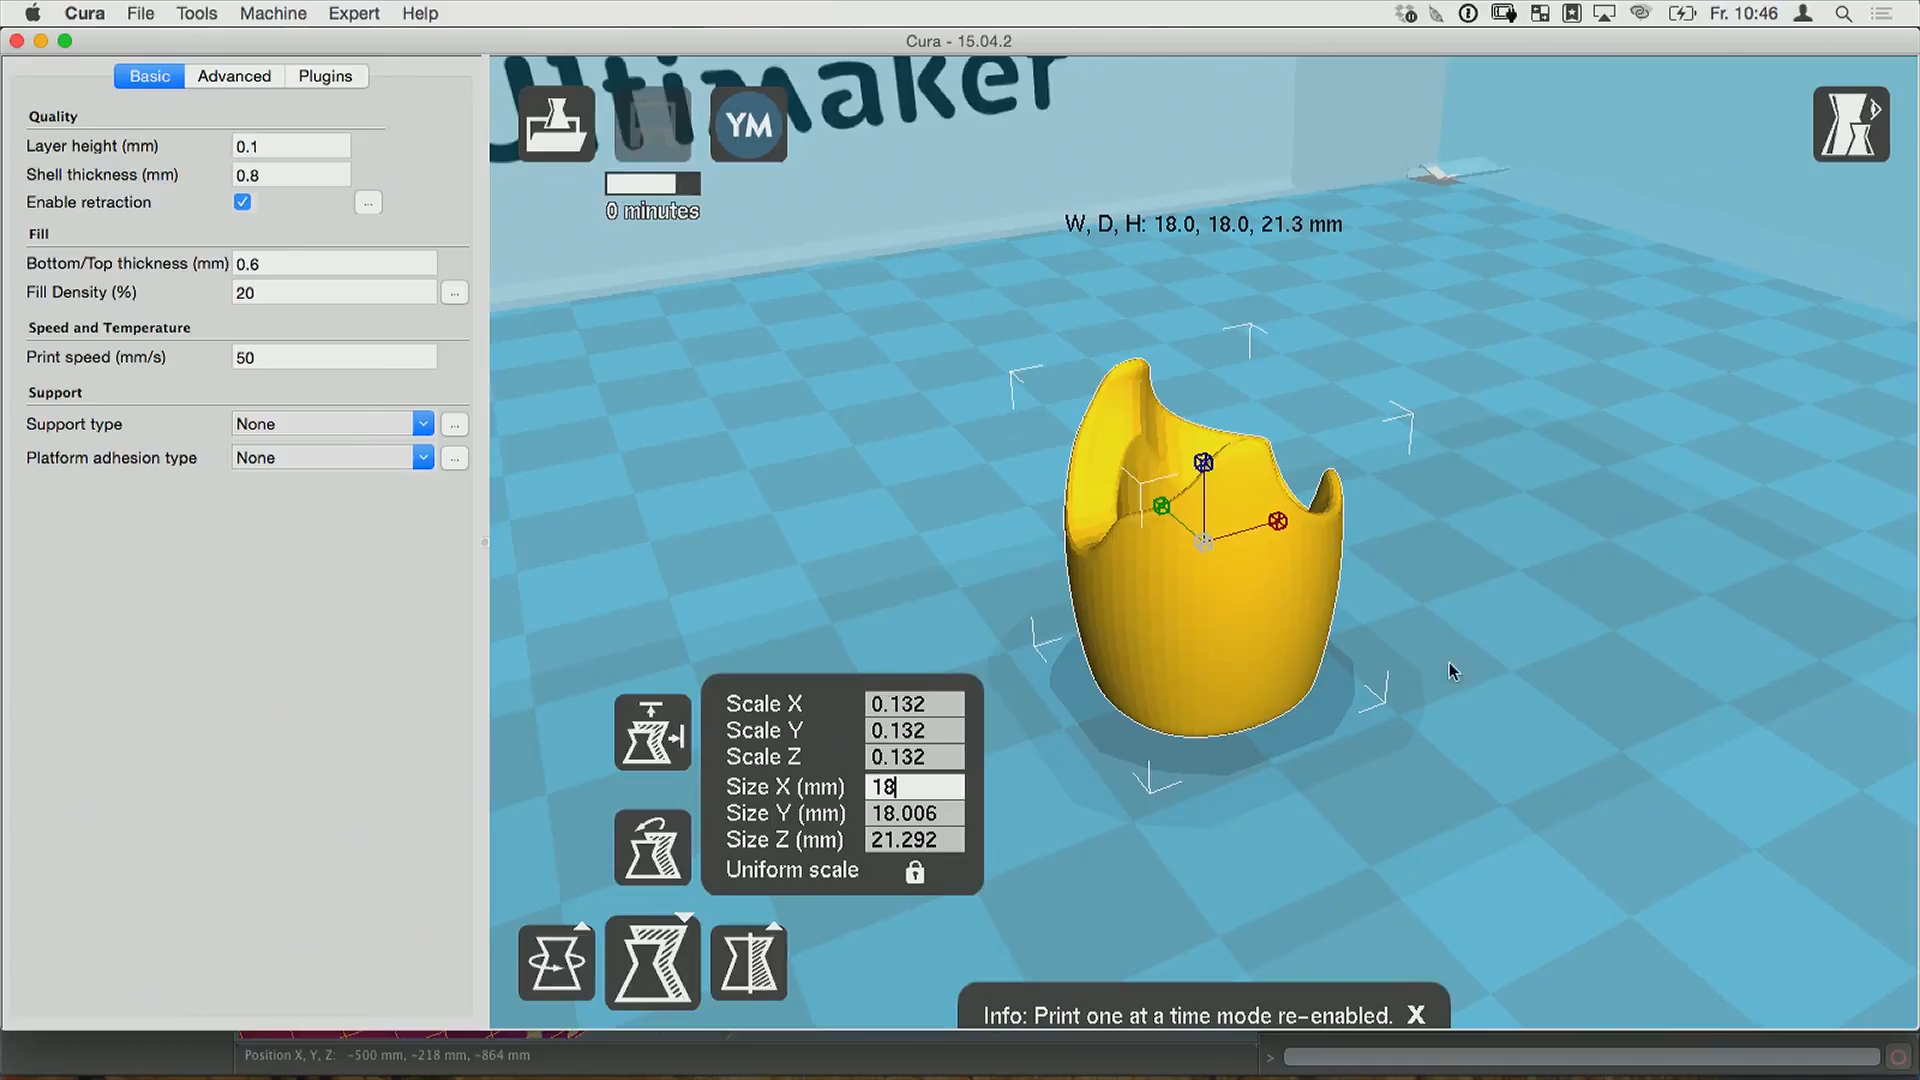 Cura File Tools Machine Expert Help Fr. 10:46
Cura - 15.04.2
Basic Advanced Plugins
Quality
Layer height (mm) 0.1
Shell thickness (mm) 0.8
Enable retraction ...
Fill
Bottom/Top thickness (mm) 0.6
Fill Density (%) 20 ...
Speed and Temperature
Print speed (mm/s) 50
Support
Support type None ...
Platform adhesion type None ...
Ultimaker
YM
0 minutes
W, D, H: 18.0, 18.0, 21.3 mm
Scale X 0.132
Scale Y 0.132
Scale Z 0.132
Size X (mm) 18
Size Y (mm) 18.006
Size Z (mm) 21.292
Uniform scale
Info: Print one at a time mode re-enabled. X
Position X, Y, Z: -500 mm, -218 mm, -864 mm >